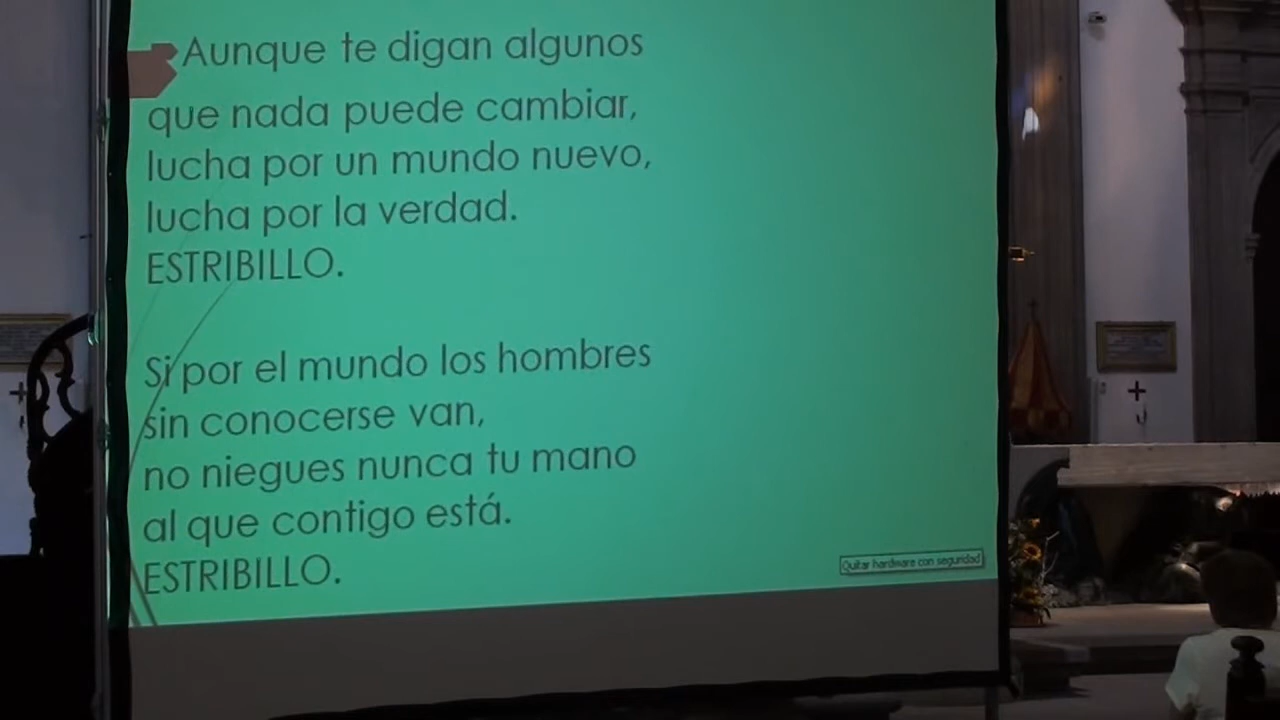 Aunque te digan algunos
que nada puede cambiar,
lucha por un mundo nuevo,
lucha por la verdad.
ESTRIBILLO.
Si por el mundo los hombres
sin conocerse van,
no niegues nunca tu mano
al que contigo está.
ESTRIBILLO.
Quitar hardware con seguridad